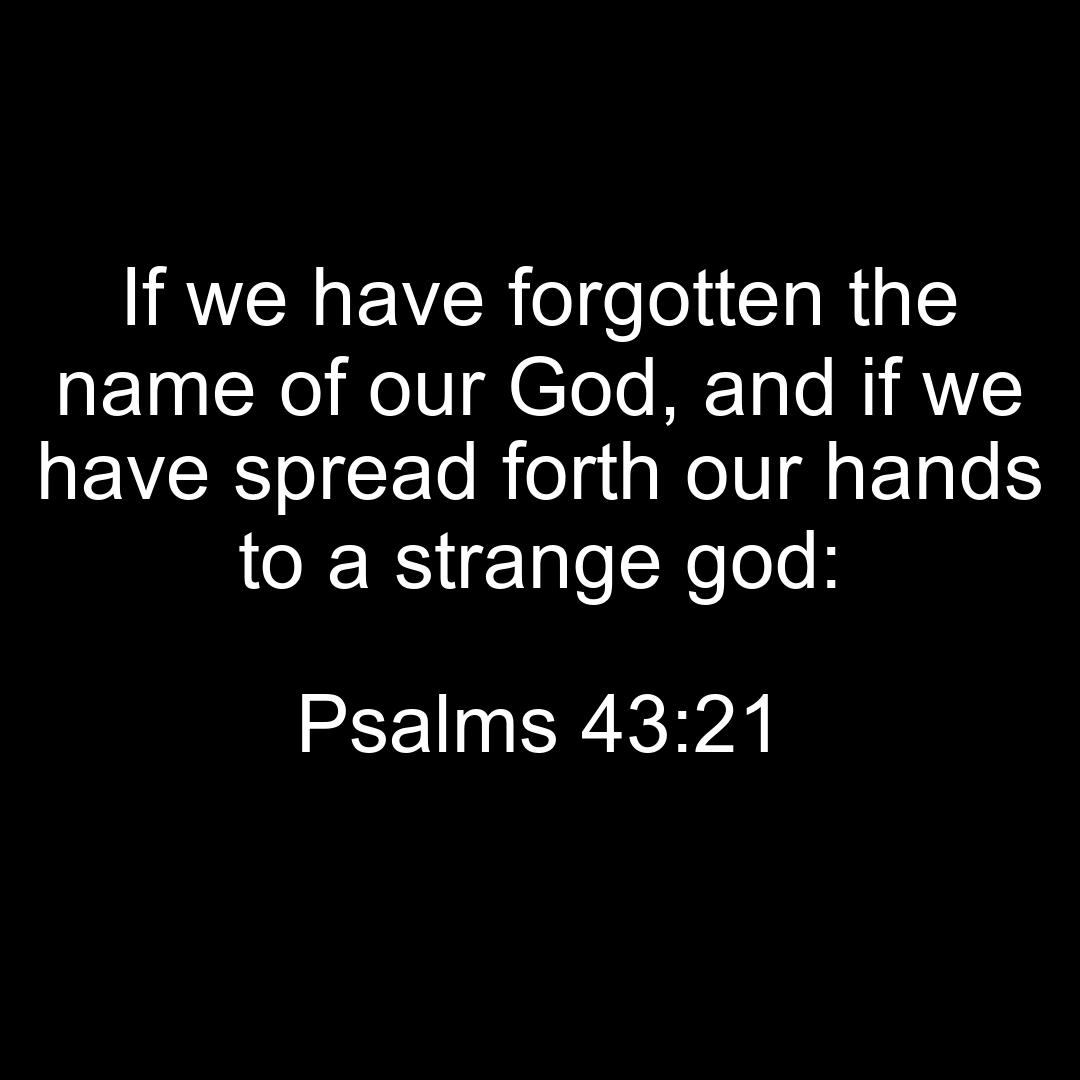 If we have forgotten the
name of our God, and if we
have spread forth our hands
to a strange god:
Psalms 43:21